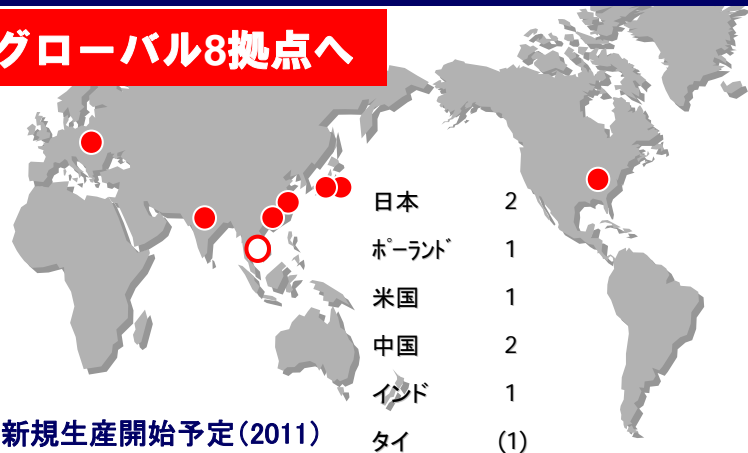 グローバル8拠点へ
日本 2
ﾎﾟｰﾗﾝﾄﾞ 1
米国 1
中国 2
インド 1
新規生産開始予定(2011)
タイ (1)